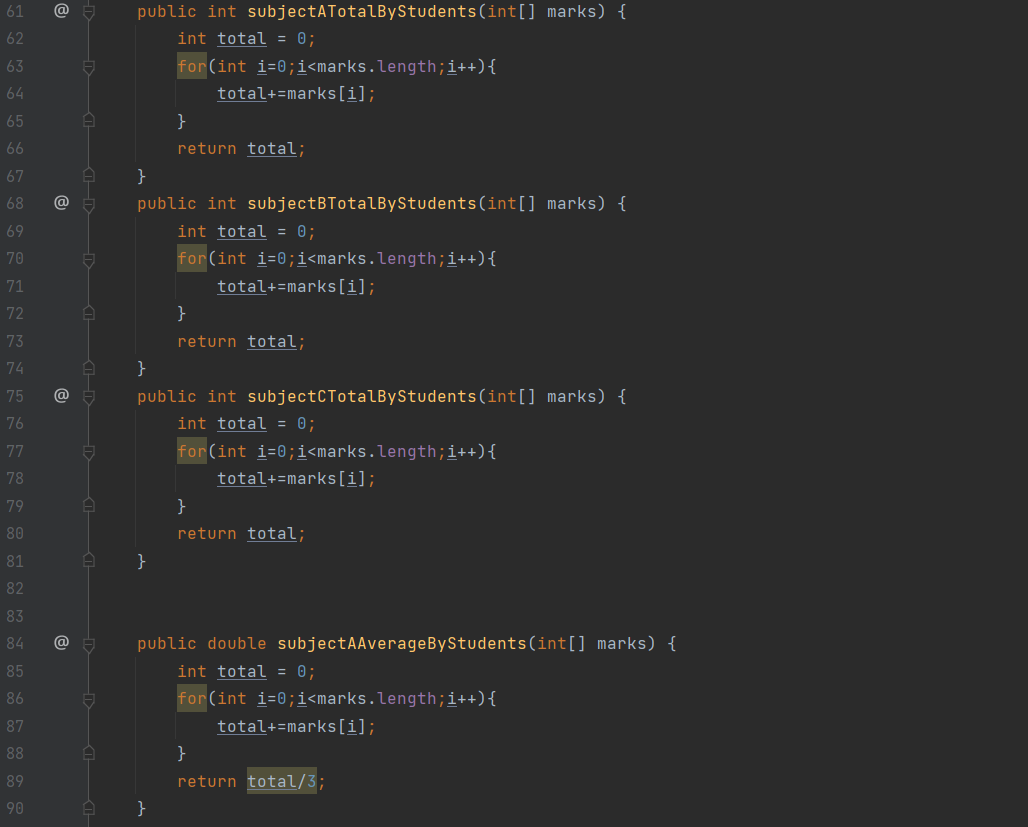 61 @ public int subjectATotalByStudents(int[] marks) {
62 int total = 0;
63 for(int i=0;i<marks.length;i++){
64 total+=marks[i];
65 }
66 return total;
67 }
68 @ public int subjectBTotalByStudents(int[] marks) {
69 int total = 0;
70 for(int i=0;i<marks.length;i++){
71 total+=marks[i];
72 }
73 return total;
74 }
75 @ public int subjectCTotalByStudents(int[] marks) {
76 int total = 0;
77 for(int i=0;i<marks.length;i++){
78 total+=marks[i];
79 }
80 return total;
81 }
82
83
84 @ public double subjectAAverageByStudents(int[] marks) {
85 int total = 0;
86 for(int i=0;i<marks.length;i++){
87 total+=marks[i];
88 }
89 return total/3;
90 }